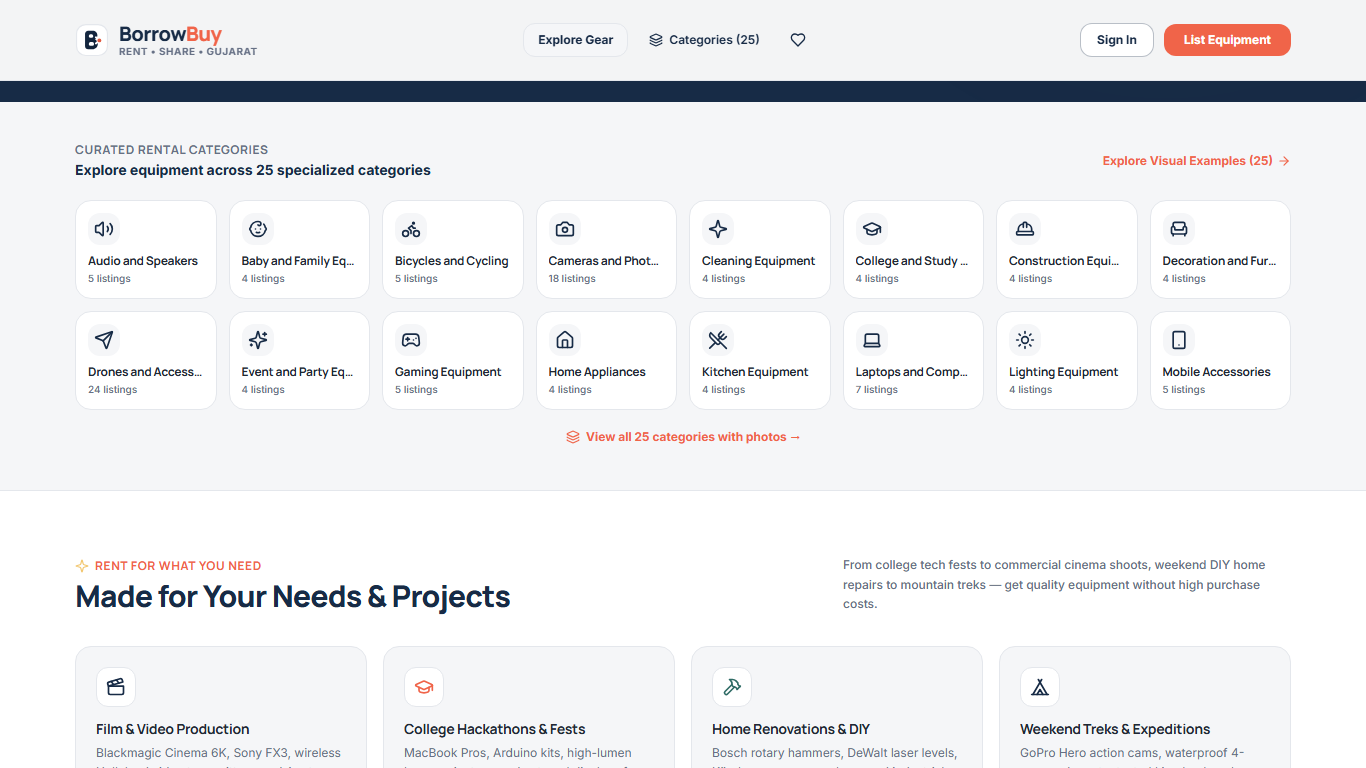 BorrowBuy
RENT • SHARE • GUJARAT
Explore Gear
Categories (25)
Sign In
List Equipment
CURATED RENTAL CATEGORIES
Explore equipment across 25 specialized categories
Explore Visual Examples (25) →
Audio and Speakers
5 listings
Baby and Family Eq...
4 listings
Bicycles and Cycling
5 listings
Cameras and Phot...
18 listings
Cleaning Equipment
4 listings
College and Study ...
4 listings
Construction Equi...
4 listings
Decoration and Fur...
4 listings
Drones and Access...
24 listings
Event and Party Eq...
4 listings
Gaming Equipment
5 listings
Home Appliances
4 listings
Kitchen Equipment
4 listings
Laptops and Comp...
7 listings
Lighting Equipment
4 listings
Mobile Accessories
5 listings
View all 25 categories with photos →
RENT FOR WHAT YOU NEED
Made for Your Needs & Projects
From college tech fests to commercial cinema shoots, weekend DIY home
repairs to mountain treks — get quality equipment without high purchase
costs.
Film & Video Production
Blackmagic Cinema 6K, Sony FX3, wireless
College Hackathons & Fests
MacBook Pros, Arduino kits, high-lumen
Home Renovations & DIY
Bosch rotary hammers, DeWalt laser levels,
Weekend Treks & Expeditions
GoPro Hero action cams, waterproof 4-